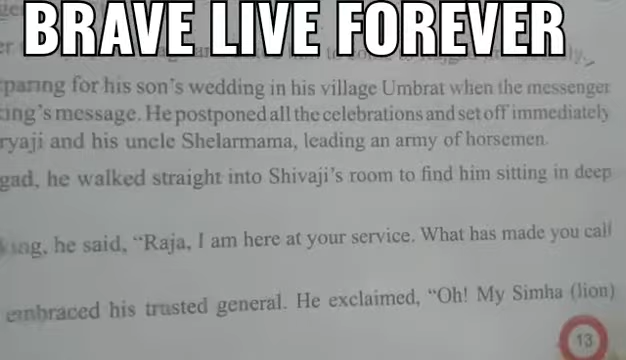 BRAVE LIVE FOREVER
paring for his son's wedding in his village Umbrat when the messenger
ing's message. He postponed all the celebrations and set off immediately
ryaji and his uncle Shelarmama, leading an army of horsemen.
gad, he walked straight into Shivaji's room to find him sitting in deep
king, he said, "Raja, I am here at your service. What has made you call
embraced his trusted general. He exclaimed, "Oh! My Simha (lion)
13